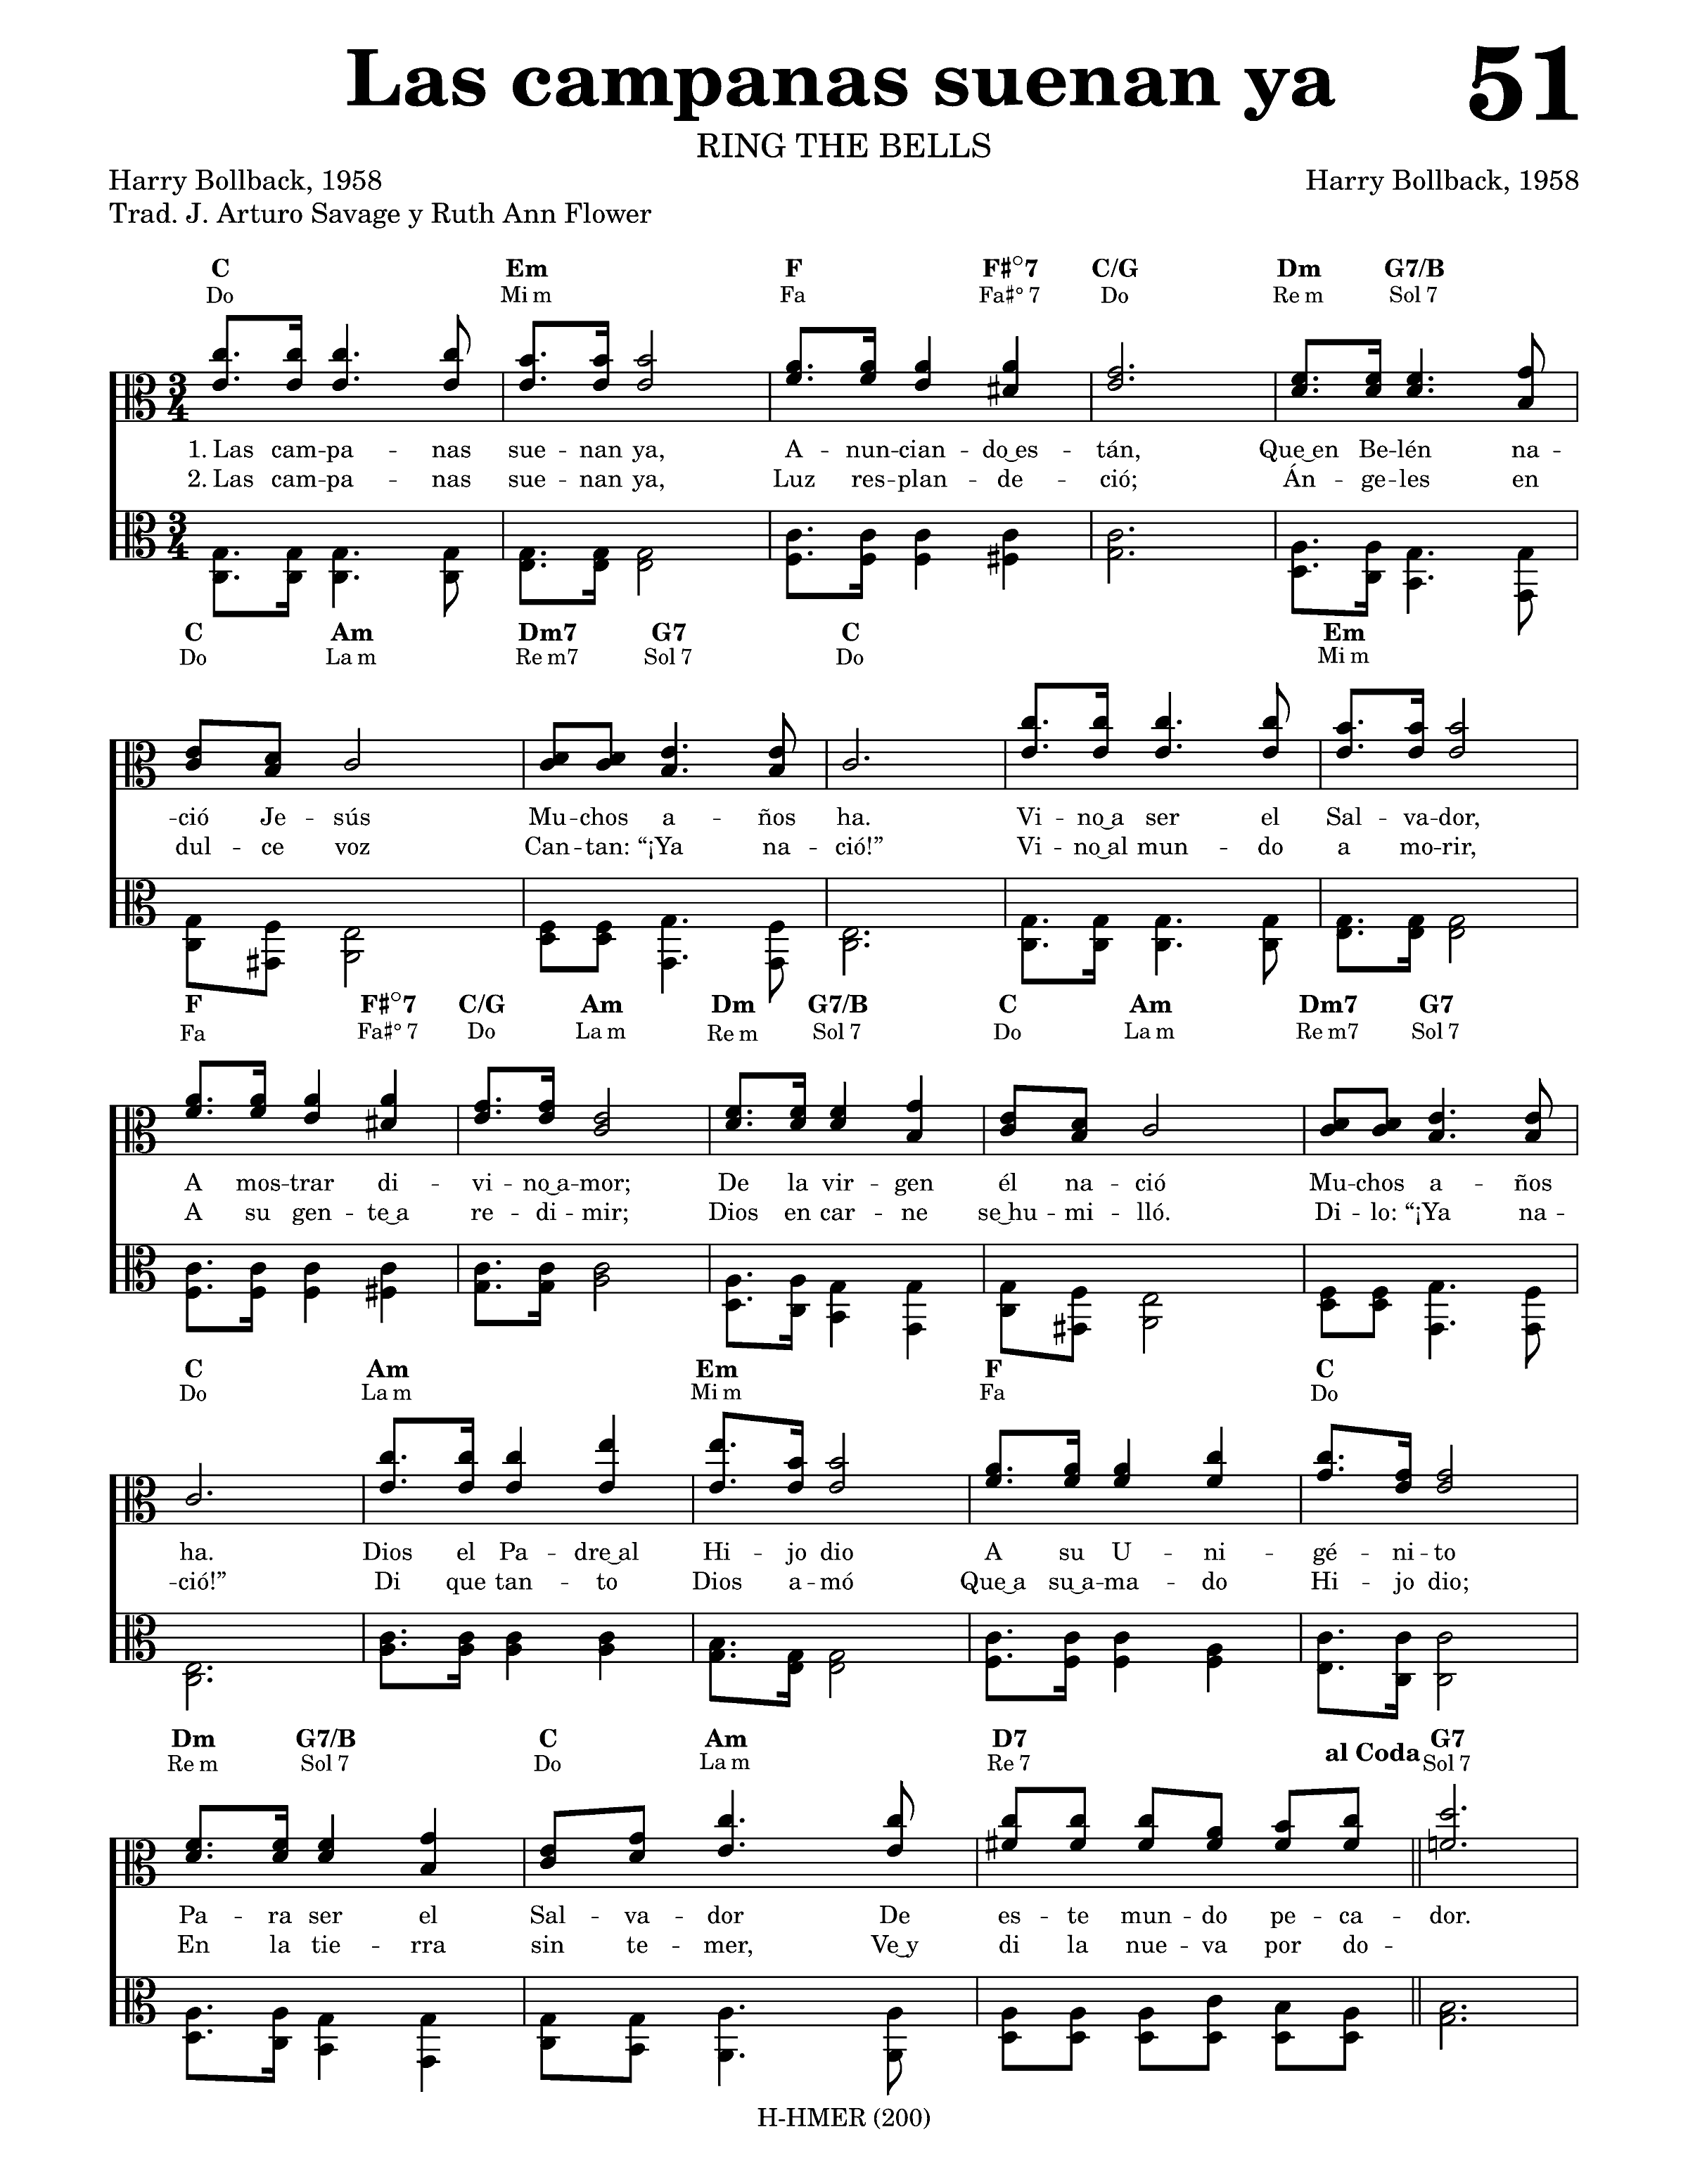 Las campanas suenan ya 51
RING THE BELLS
Harry Bollback, 1958 Harry Bollback, 1958
Trad. J. Arturo Savage y Ruth Ann Flower
C Em F F#°7 C/G Dm G7/B
Do Mi m Fa Fa#° 7 Do Re m Sol 7
3 4
1. Las cam -- pa -- nas sue -- nan ya, A -- nun -- cian -- do es -- tán, Que en Be -- lén na --
2. Las cam -- pa -- nas sue -- nan ya, Luz res -- plan -- de -- ció; Án -- ge -- les en
3 4
C Am Dm7 G7 C Em
Do La m Re m7 Sol 7 Do Mi m
-- ció Je -- sús Mu -- chos a -- ños ha. Vi -- no a ser el Sal -- va -- dor,
dul -- ce voz Can -- tan: “¡Ya na -- ció!” Vi -- no al mun -- do a mo -- rir,
F F#°7 C/G Am Dm G7/B C Am Dm7 G7
Fa Fa#° 7 Do La m Re m Sol 7 Do La m Re m7 Sol 7
A mos -- trar di -- vi -- no a -- mor; De la vir -- gen él na -- ció Mu -- chos a -- ños
A su gen -- te a re -- di -- mir; Dios en car -- ne se hu -- mi -- lló. Di -- lo: “¡Ya na --
C Am Em F C
Do La m Mi m Fa Do
ha. Dios el Pa -- dre al Hi -- jo dio A su U -- ni -- gé -- ni -- to
-- ció!” Di que tan -- to Dios a -- mó Que a su a -- ma -- do Hi -- jo dio;
Dm G7/B C Am D7 al Coda G7
Re m Sol 7 Do La m Re 7 Sol 7
Pa -- ra ser el Sal -- va -- dor De es -- te mun -- do pe -- ca -- dor.
En la tie -- rra sin te -- mer, Ve y di la nue -- va por do --
H-HMER (200)